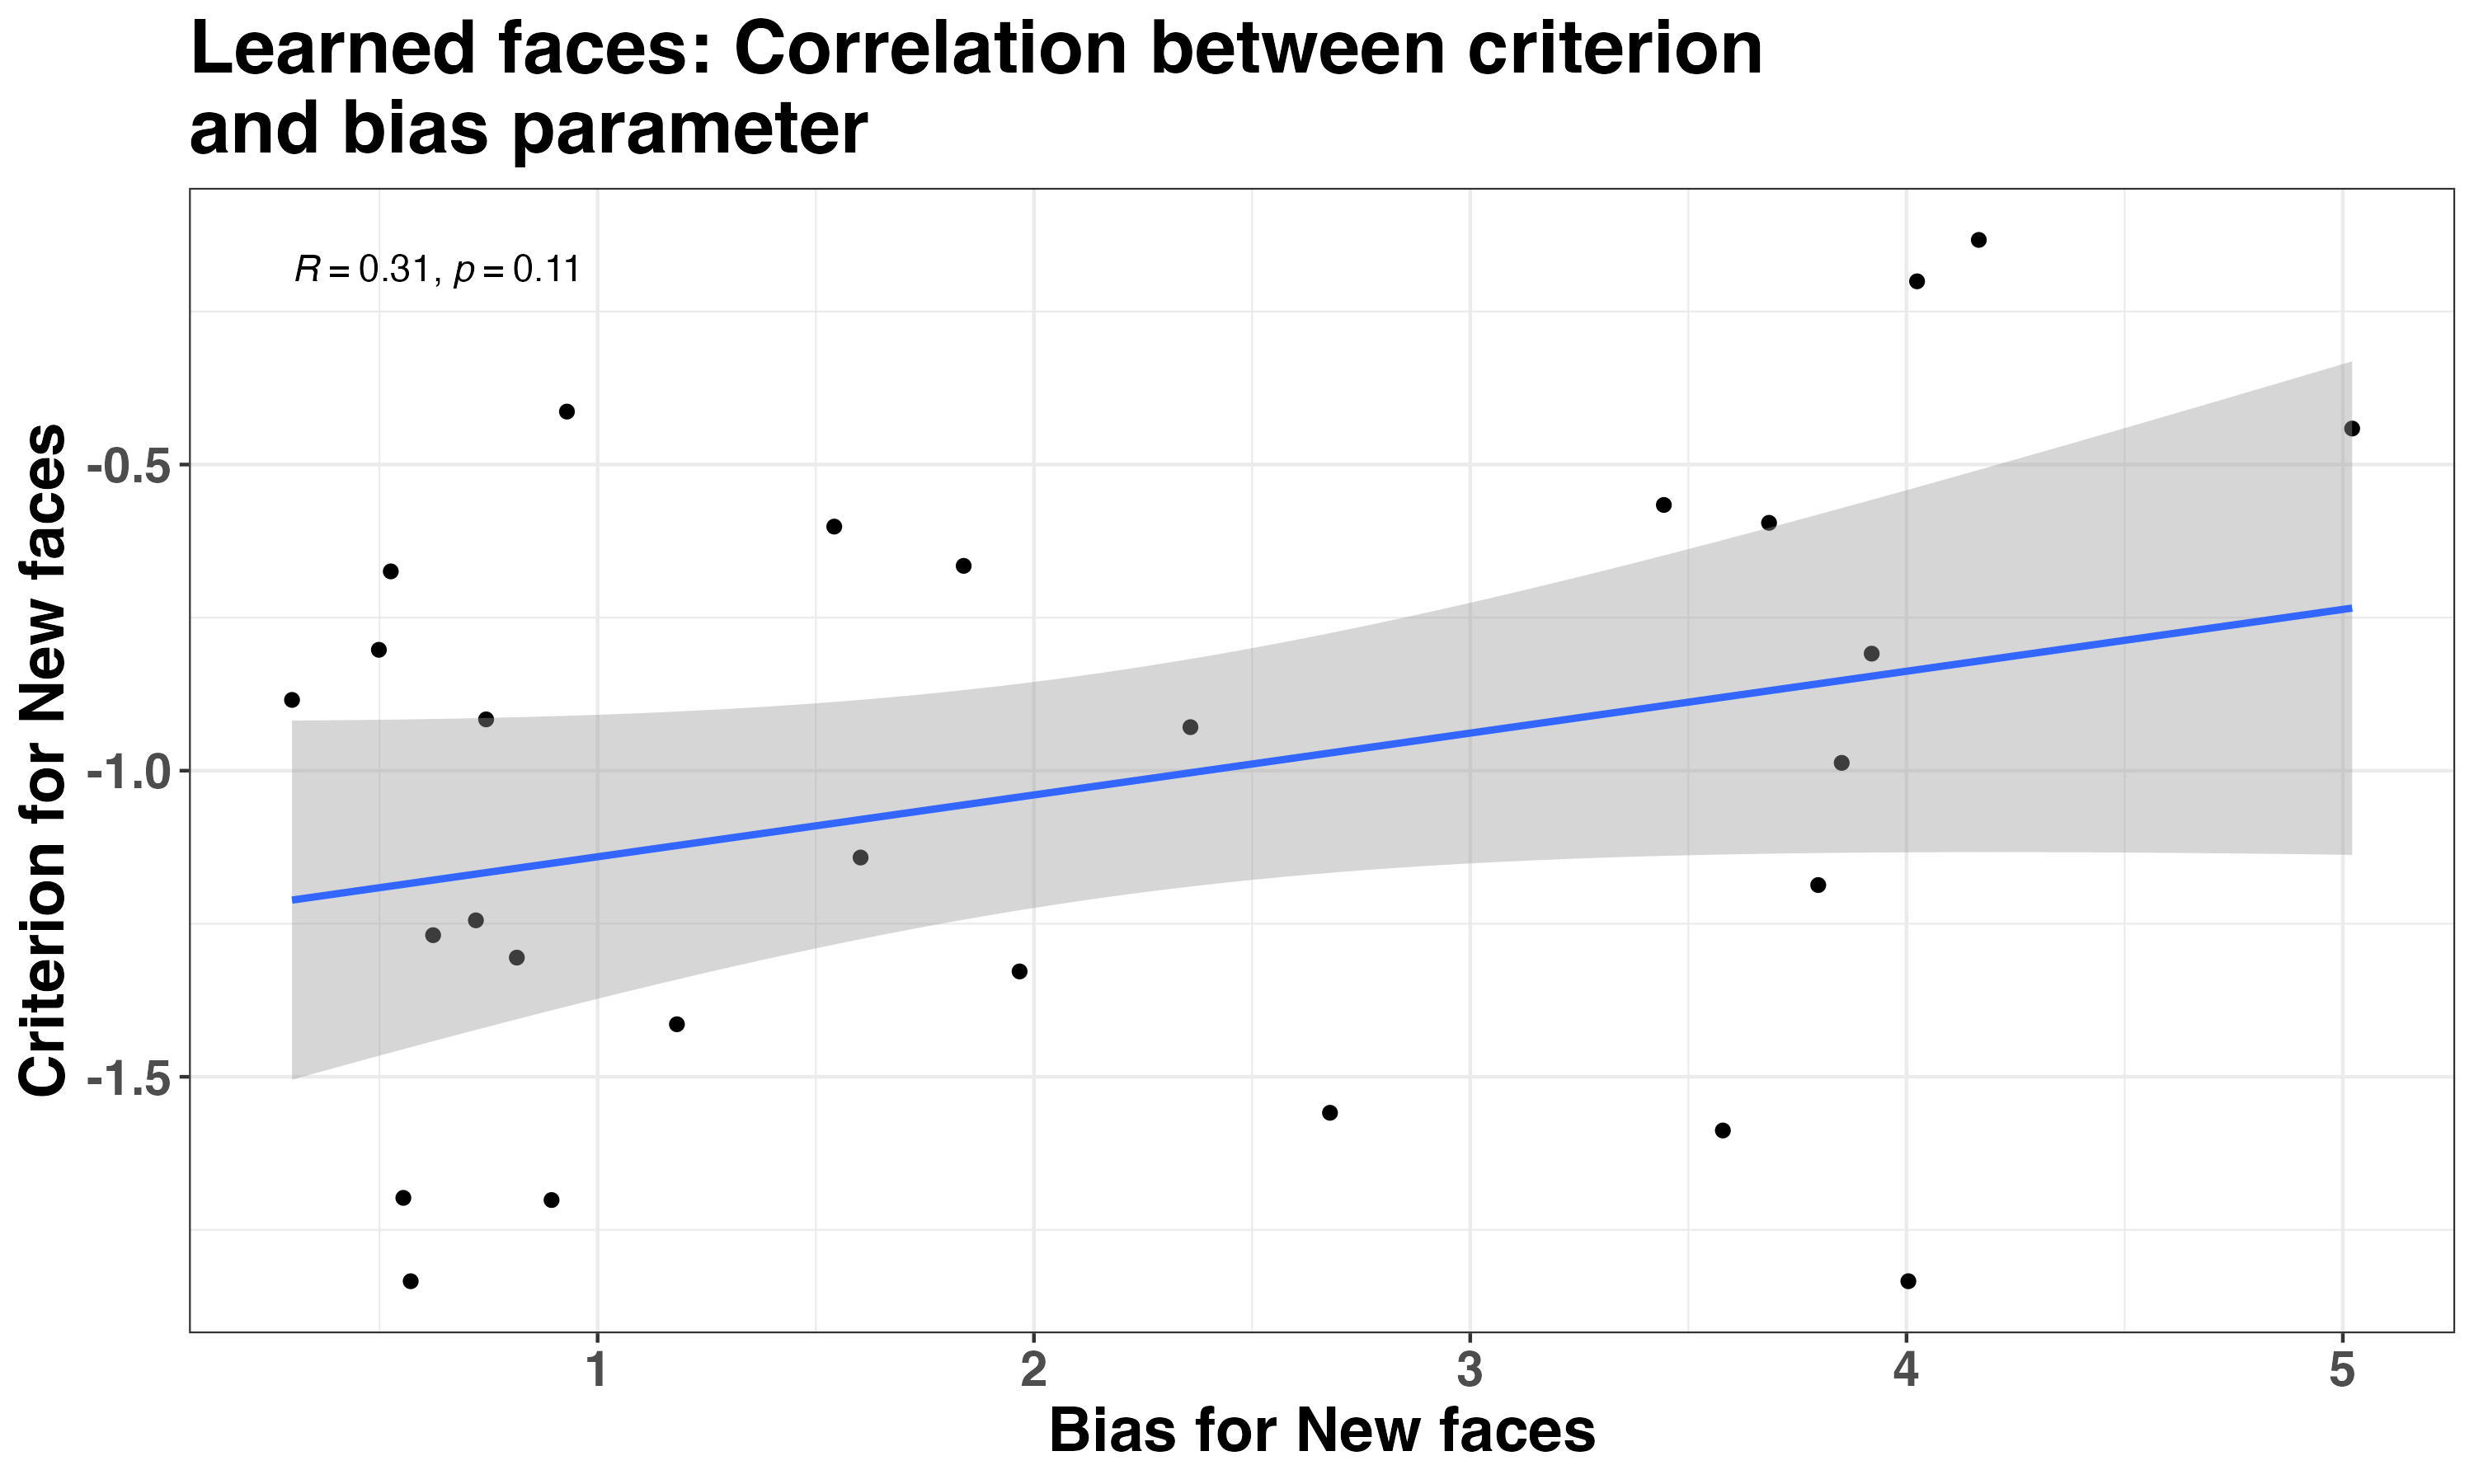 Learned faces: Correlation between criterion
and bias parameter
R = 0.31, p = 0.11
Criterion for New faces
-0.5
-1.0
-1.5
1 2 3 4 5
Bias for New faces